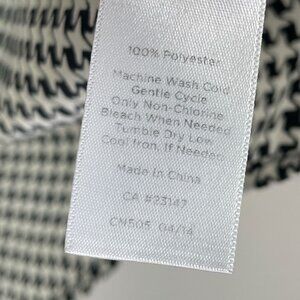 100% Polyester
Machine Wash Cold
Gentle Cycle
Only Non-Chlorine
Bleach When Needed
Tumble Dry Low
Cool Iron, If Needed
Made In China
CA #23147
CM505 04/14